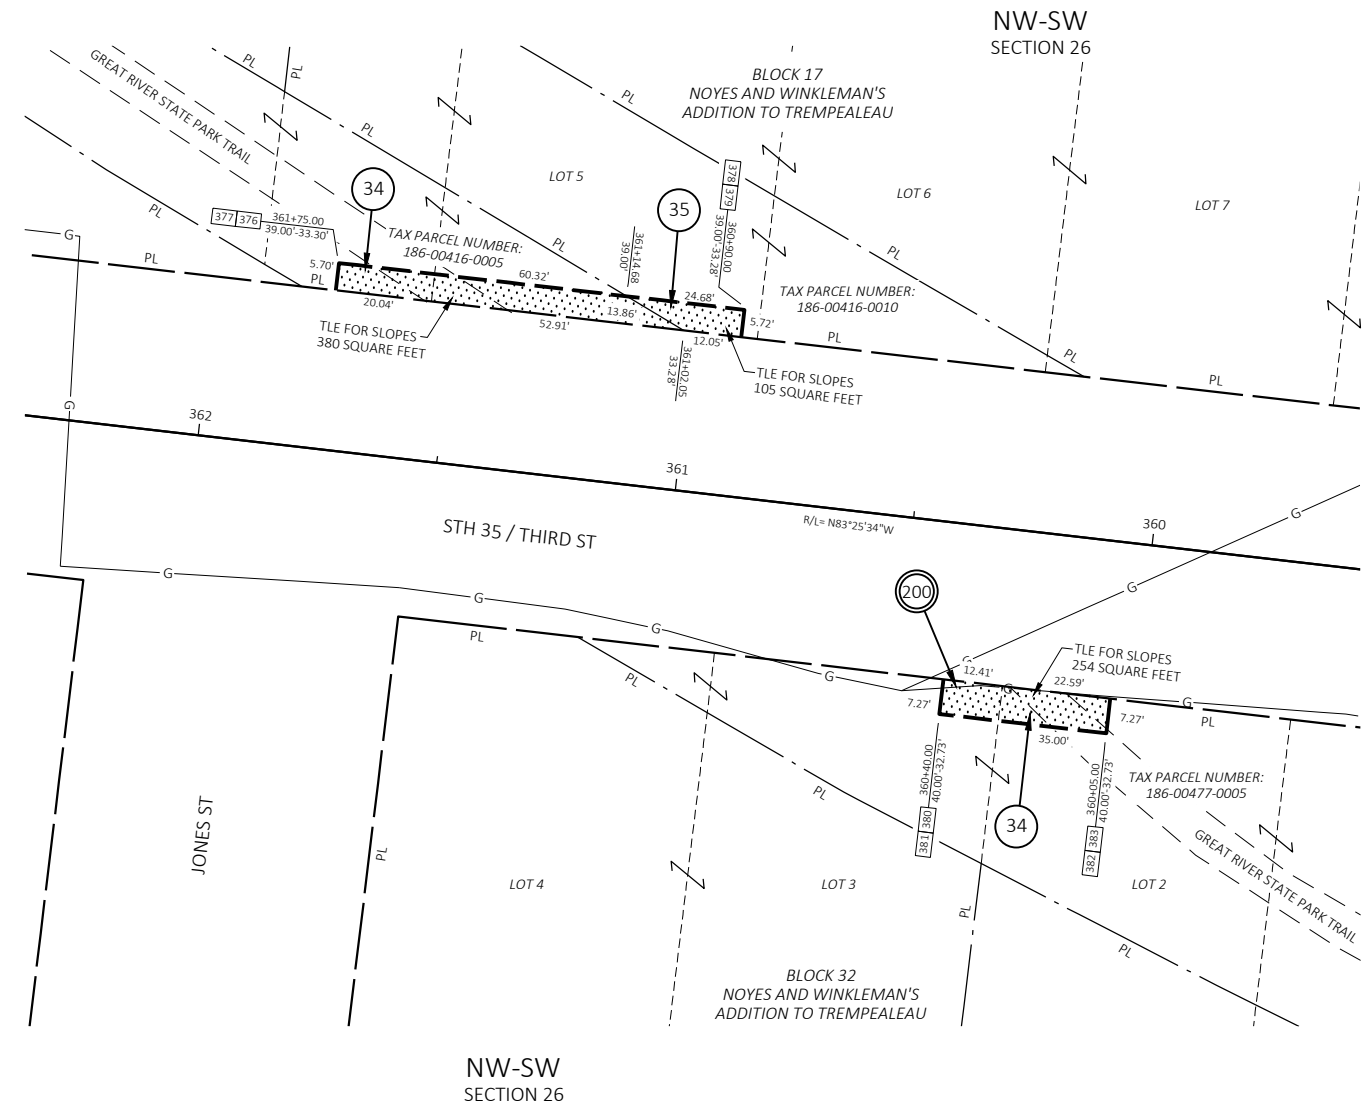 NW-SW
SECTION 26
PL
PL
PL
BLOCK 17
NOYES AND WINKLEMAN'S
ADDITION TO TREMPEALEAU
GREAT RIVER STATE PARK TRAIL
PL
LOT 5
LOT 6
LOT 7
34
35
378 379
360+90.00
39.00'-33.28'
PL
377 376
361+75.00
39.00'-33.30'
G
TAX PARCEL NUMBER:
186-00416-0005
PL
361+14.68
39.00'
PL
5.70'
PL
60.32'
24.68'
TAX PARCEL NUMBER:
186-00416-0010
20.04'
13.86'
52.91'
5.72'
12.05'
PL
PL
TLE FOR SLOPES
380 SQUARE FEET
361+02.05
33.28'
TLE FOR SLOPES
105 SQUARE FEET
PL
G
362
361
R/L= N83°25'34"W
360
G
STH 35 / THIRD ST
G
G
G
200
G
PL
G
TLE FOR SLOPES
254 SQUARE FEET
12.41'
22.59'
G
PL
G
G
7.27'
7.27'
PL
35.00'
360+40.00
40.00'-32.73'
381 380
360+05.00
40.00'-32.73'
382 383
TAX PARCEL NUMBER:
186-00477-0005
PL
34
JONES ST
PL
GREAT RIVER STATE PARK TRAIL
LOT 4
LOT 3
LOT 2
PL
PL
BLOCK 32
NOYES AND WINKLEMAN'S
ADDITION TO TREMPEALEAU
NW-SW
SECTION 26